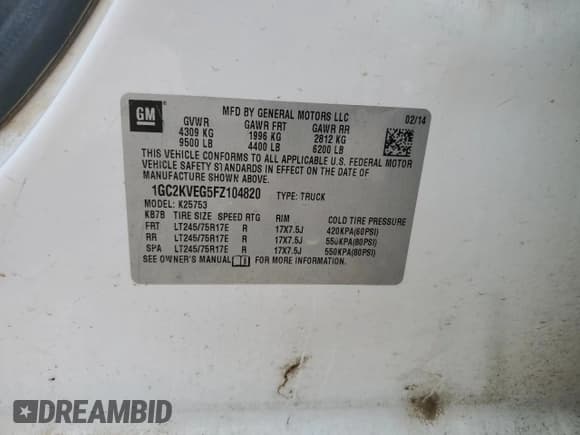 GM
MFD BY GENERAL MOTORS LLC
02/14
GVWR GAWR FRT GAWR RR
4309 KG 1996 KG 2812 KG
9500 LB 4400 LB 6200 LB
THIS VEHICLE CONFORMS TO ALL APPLICABLE U.S. FEDERAL MOTOR
VEHICLE SAFETY STANDARDS IN EFFECT ON THE DATE OF
MANUFACTURE SHOWN ABOVE.
1GC2KVEG5FZ104820 TYPE: TRUCK
MODEL: K25753
KB7B TIRE SIZE SPEED RTG RIM COLD TIRE PRESSURE
FRT LT245/75R17E R 17X7.5J 420KPA(60PSI)
RR LT245/75R17E R 17X7.5J 550KPA(80PSI)
SPA LT245/75R17E R 17X7.5J 550KPA(80PSI)
SEE OWNER'S MANUAL FOR MORE INFORMATION.
DREAMBID